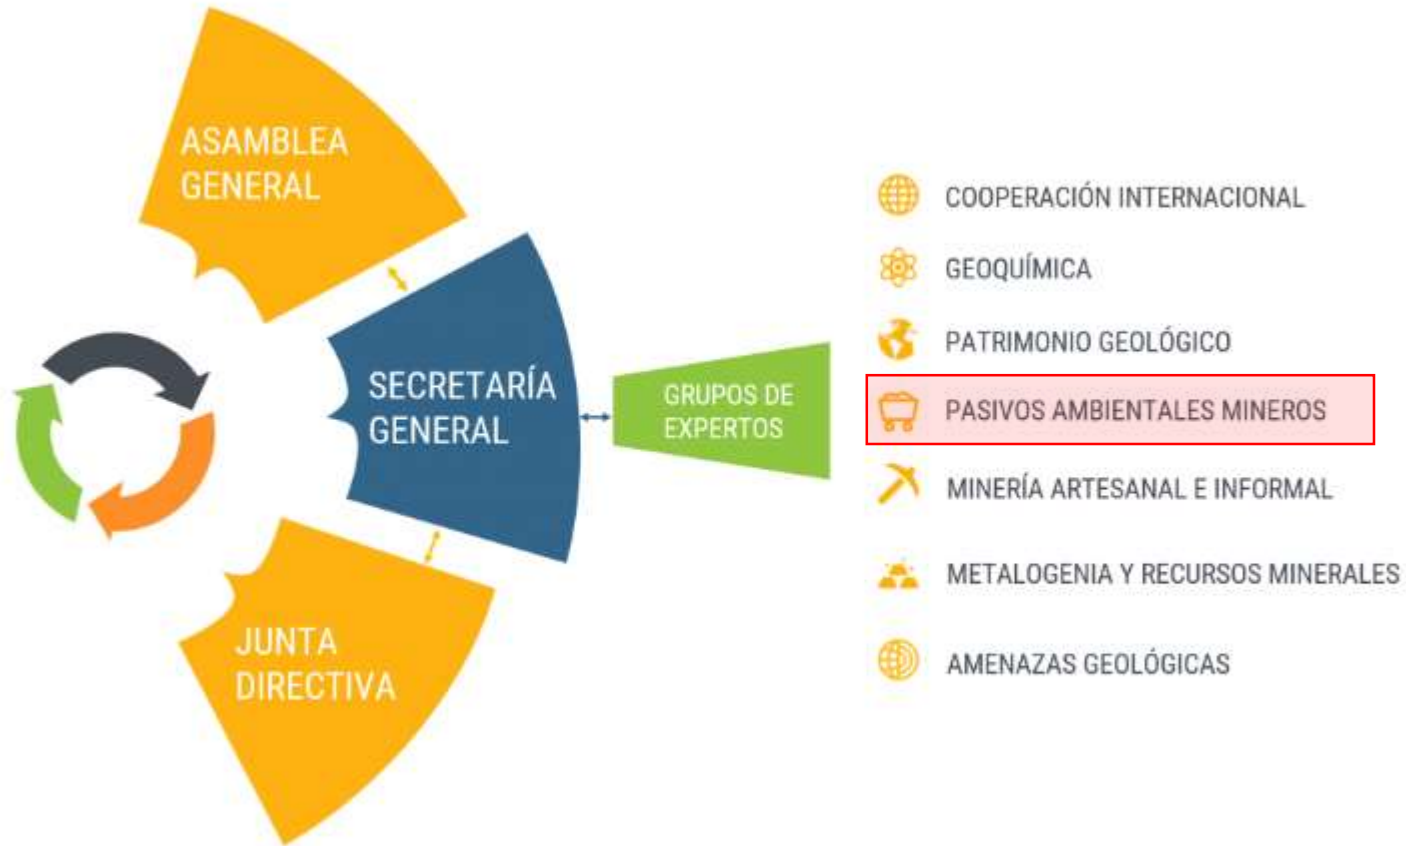 ASAMBLEA
GENERAL
SECRETARÍA
GENERAL
JUNTA
DIRECTIVA
GRUPOS DE
EXPERTOS
COOPERACIÓN INTERNACIONAL
GEOQUÍMICA
PATRIMONIO GEOLÓGICO
PASIVOS AMBIENTALES MINEROS
MINERÍA ARTESANAL E INFORMAL
METALOGENIA Y RECURSOS MINERALES
AMENAZAS GEOLÓGICAS